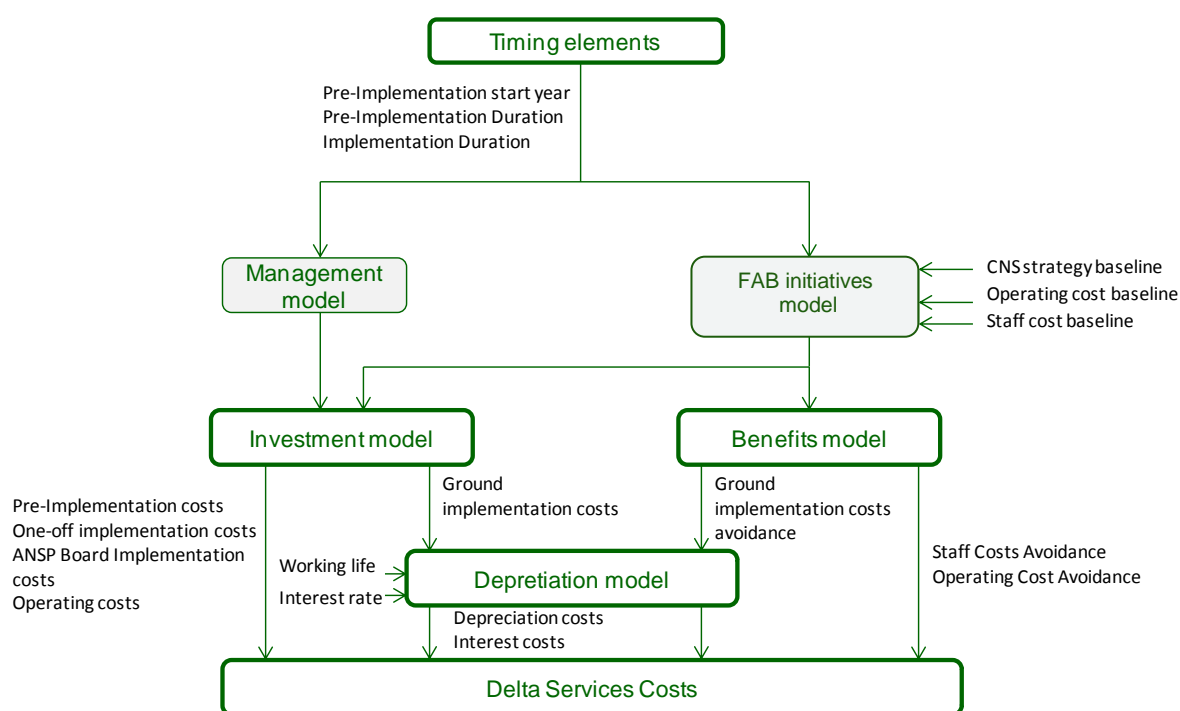 Timing elements
Pre-Implementation start year
Pre-Implementation Duration
Implementation Duration
Management
model
FAB initiatives
model
CNS strategy baseline
Operating cost baseline
Staff cost baseline
Investment model
Benefits model
Pre-Implementation costs
One-off implementation costs
ANSP Board Implementation
costs
Operating costs
Ground
implementation costs
Ground
implementation costs
avoidance
Staff Costs Avoidance
Operating Cost Avoidance
Working life
Interest rate
Depretiation model
Depreciation costs
Interest costs
Delta Services Costs